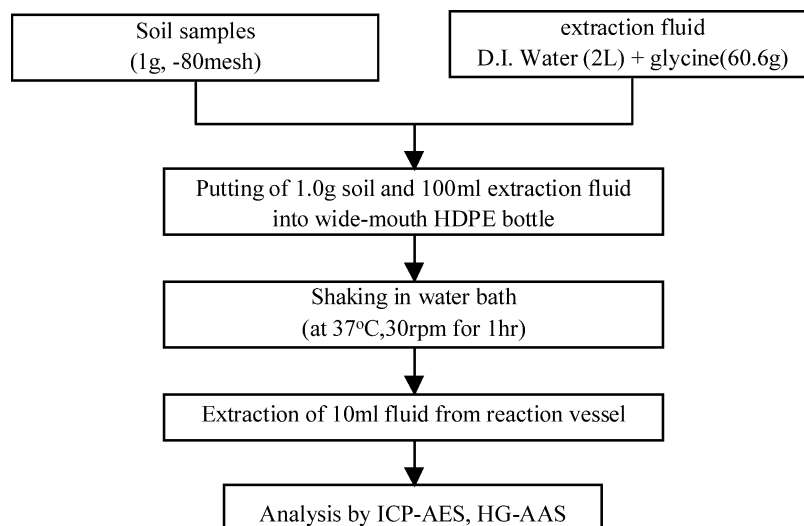 Soil samples
(1g, -80mesh)
extraction fluid
D.I. Water (2L) + glycine(60.6g)
Putting of 1.0g soil and 100ml extraction fluid
into wide-mouth HDPE bottle
Shaking in water bath
(at 37°C,30rpm for 1hr)
Extraction of 10ml fluid from reaction vessel
Analysis by ICP-AES, HG-AAS